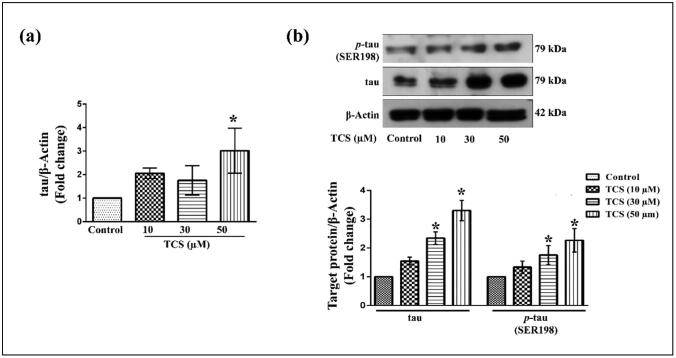 (a)
tau/β-Actin
(Fold change)
5
4
3
2
1
0
*
Control
10
30
50
TCS (µM)
(b)
p-tau
(SER198)
79 kDa
tau
79 kDa
β-Actin
42 kDa
TCS (µM) Control 10 30 50
Control
TCS (10 µM)
TCS (30 µM)
TCS (50 µm)
Target protein/β-Actin
(Fold change)
4
3
2
1
0
*
*
*
*
tau
p-tau
(SER198)